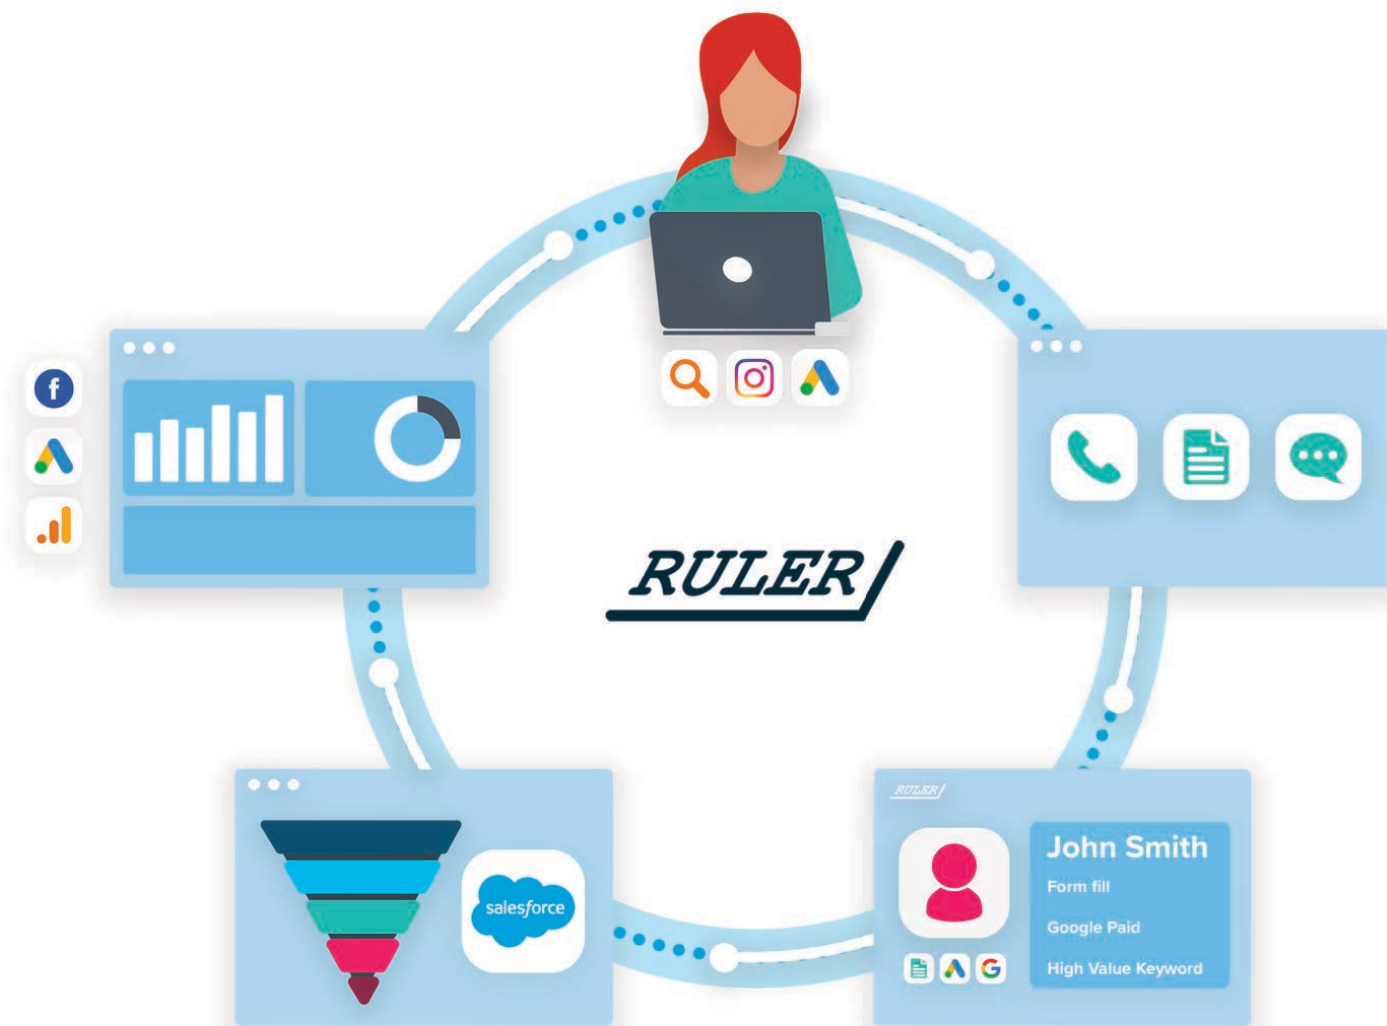 f
RULER
RULER
John Smith
Form fill
Google Paid
High Value Keyword
salesforce
G